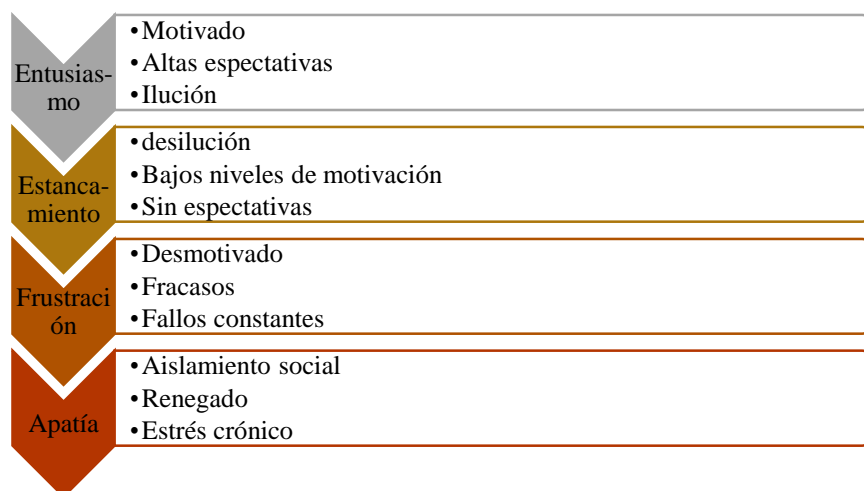 Entusias-
mo
•Motivado
•Altas espectativas
•Ilución
Estanca-
miento
•desilución
•Bajos niveles de motivación
•Sin espectativas
Frustraci
ón
•Desmotivado
•Fracasos
•Fallos constantes
Apatía
•Aislamiento social
•Renegado
•Estrés crónico